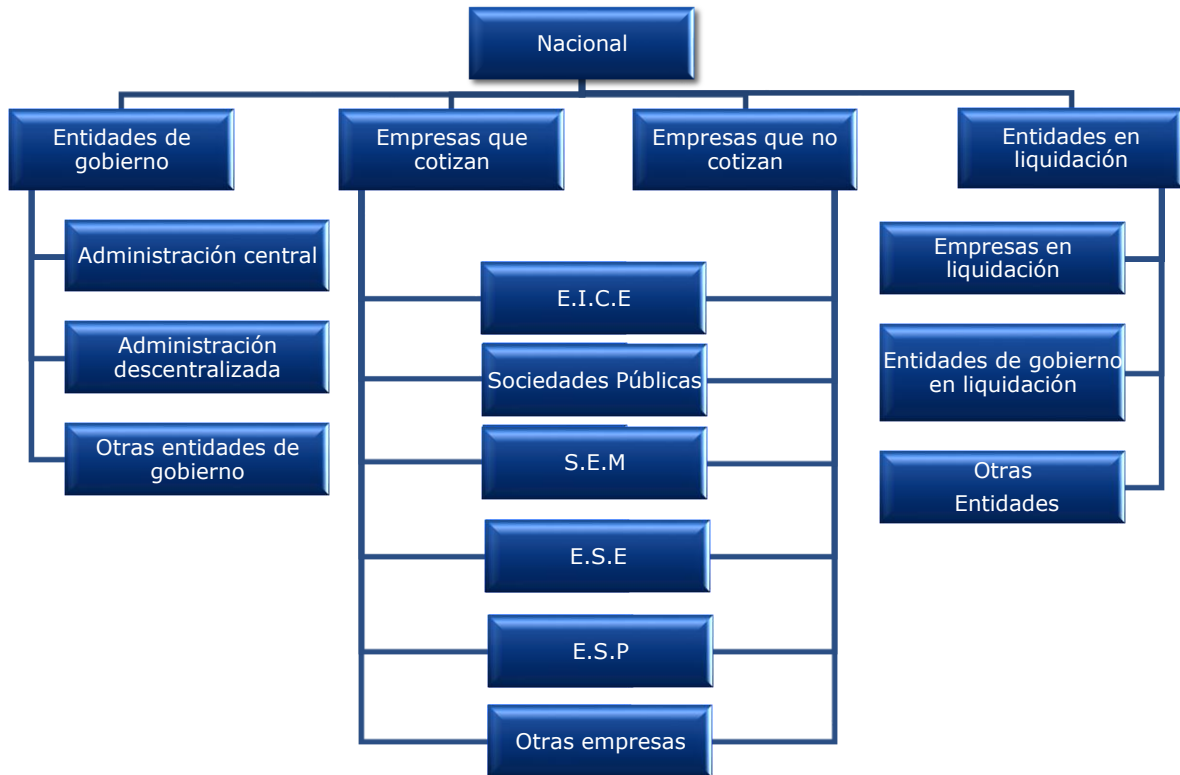 Nacional
Entidades de
gobierno
Empresas que
cotizan
Empresas que no
cotizan
Entidades en
liquidación
Administración central
Administración
descentralizada
Otras entidades de
gobierno
E.I.C.E
Sociedades Públicas
S.E.M
E.S.E
E.S.P
Otras empresas
Empresas en
liquidación
Entidades de gobierno
en liquidación
Otras
Entidades